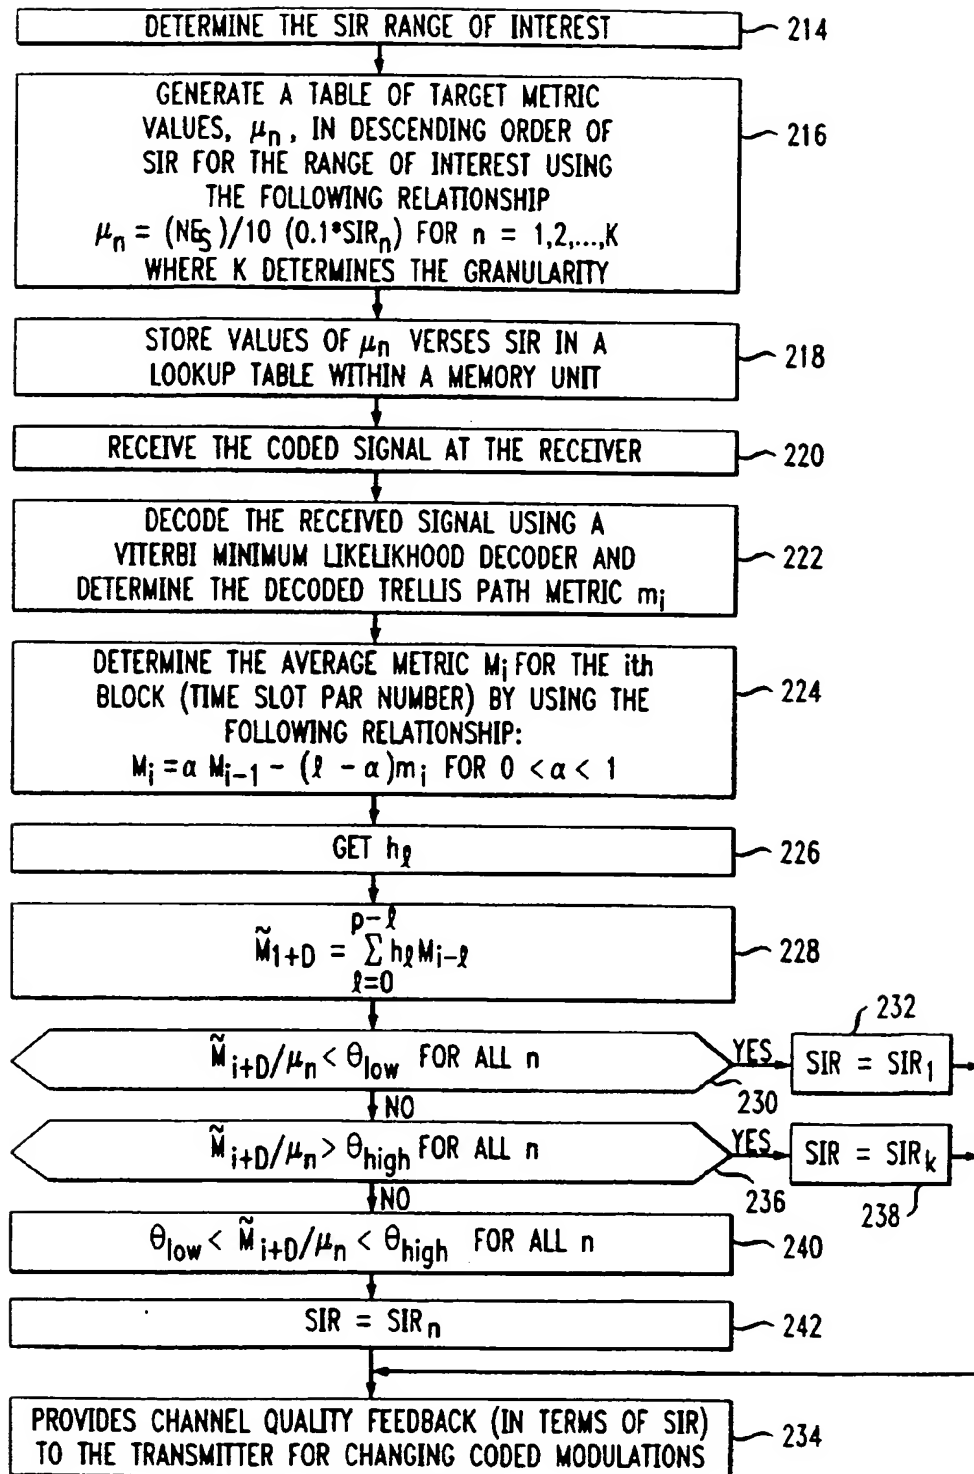 DETERMINE THE SIR RANGE OF INTEREST
214
GENERATE A TABLE OF TARGET METRIC
VALUES, μn, IN DESCENDING ORDER OF
SIR FOR THE RANGE OF INTEREST USING
THE FOLLOWING RELATIONSHIP
μn = (NES)/10 (0.1*SIRn) FOR n = 1,2,...,K
WHERE K DETERMINES THE GRANULARITY
216
STORE VALUES OF μn VERSES SIR IN A
LOOKUP TABLE WITHIN A MEMORY UNIT
218
RECEIVE THE CODED SIGNAL AT THE RECEIVER
220
DECODE THE RECEIVED SIGNAL USING A
VITERBI MINIMUM LIKELIKHOOD DECODER AND
DETERMINE THE DECODED TRELLIS PATH METRIC mi
222
DETERMINE THE AVERAGE METRIC Mi FOR THE ith
BLOCK (TIME SLOT PAR NUMBER) BY USING THE
FOLLOWING RELATIONSHIP:
Mi = α Mi-1 - (ℓ - α)mi FOR 0 < α < 1
224
GET hℓ
226
p-ℓ
M̃1+D = Σ hℓMi-ℓ
ℓ=0
228
M̃i+D/μn < θlow FOR ALL n
230
YES
232
SIR = SIR1
NO
M̃i+D/μn > θhigh FOR ALL n
236
YES
SIR = SIRk
238
NO
θlow < M̃i+D/μn < θhigh FOR ALL n
240
SIR = SIRn
242
PROVIDES CHANNEL QUALITY FEEDBACK (IN TERMS OF SIR)
TO THE TRANSMITTER FOR CHANGING CODED MODULATIONS
234